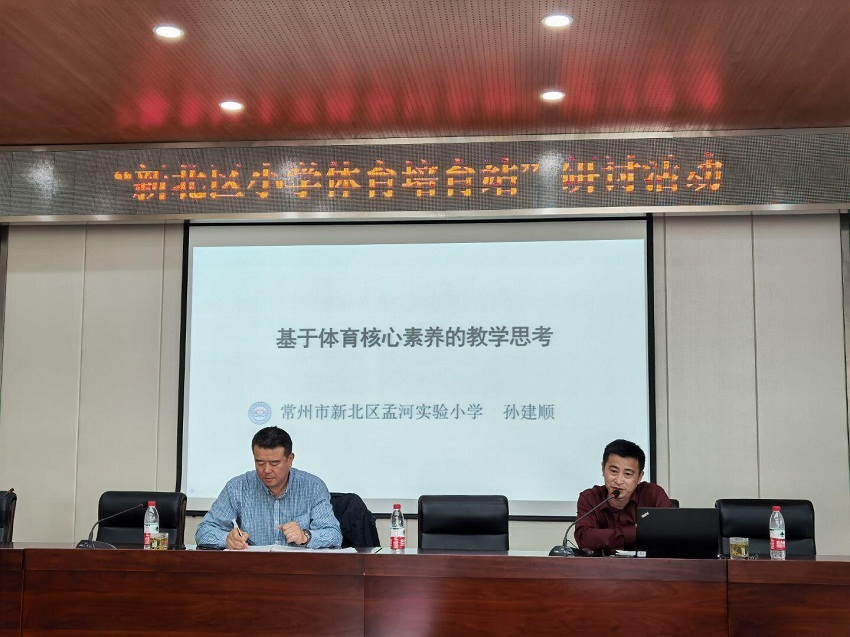 “新北区小学体育培育站”研讨活动
基于体育核心素养的教学思考
常州市新北区孟河实验小学 孙建顺